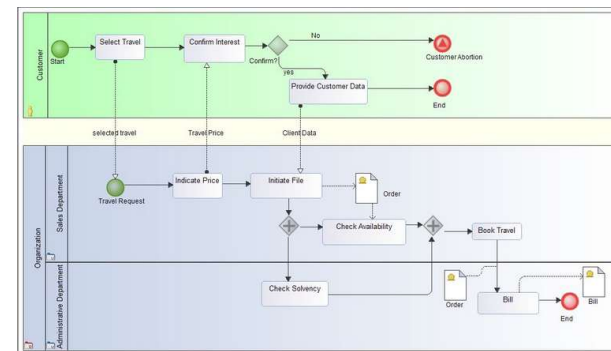 Customer
Start
Select Travel
Confirm Interest
Confirm?
No
yes
Customer Abortion
Provide Customer Data
End
selected travel
Travel Price
Client Data
Organization
Sales Department
Travel Request
Indicate Price
Initiate File
Order
Check Availability
Book Travel
Administrative Department
Check Solvency
Order
Bill
End
Bill